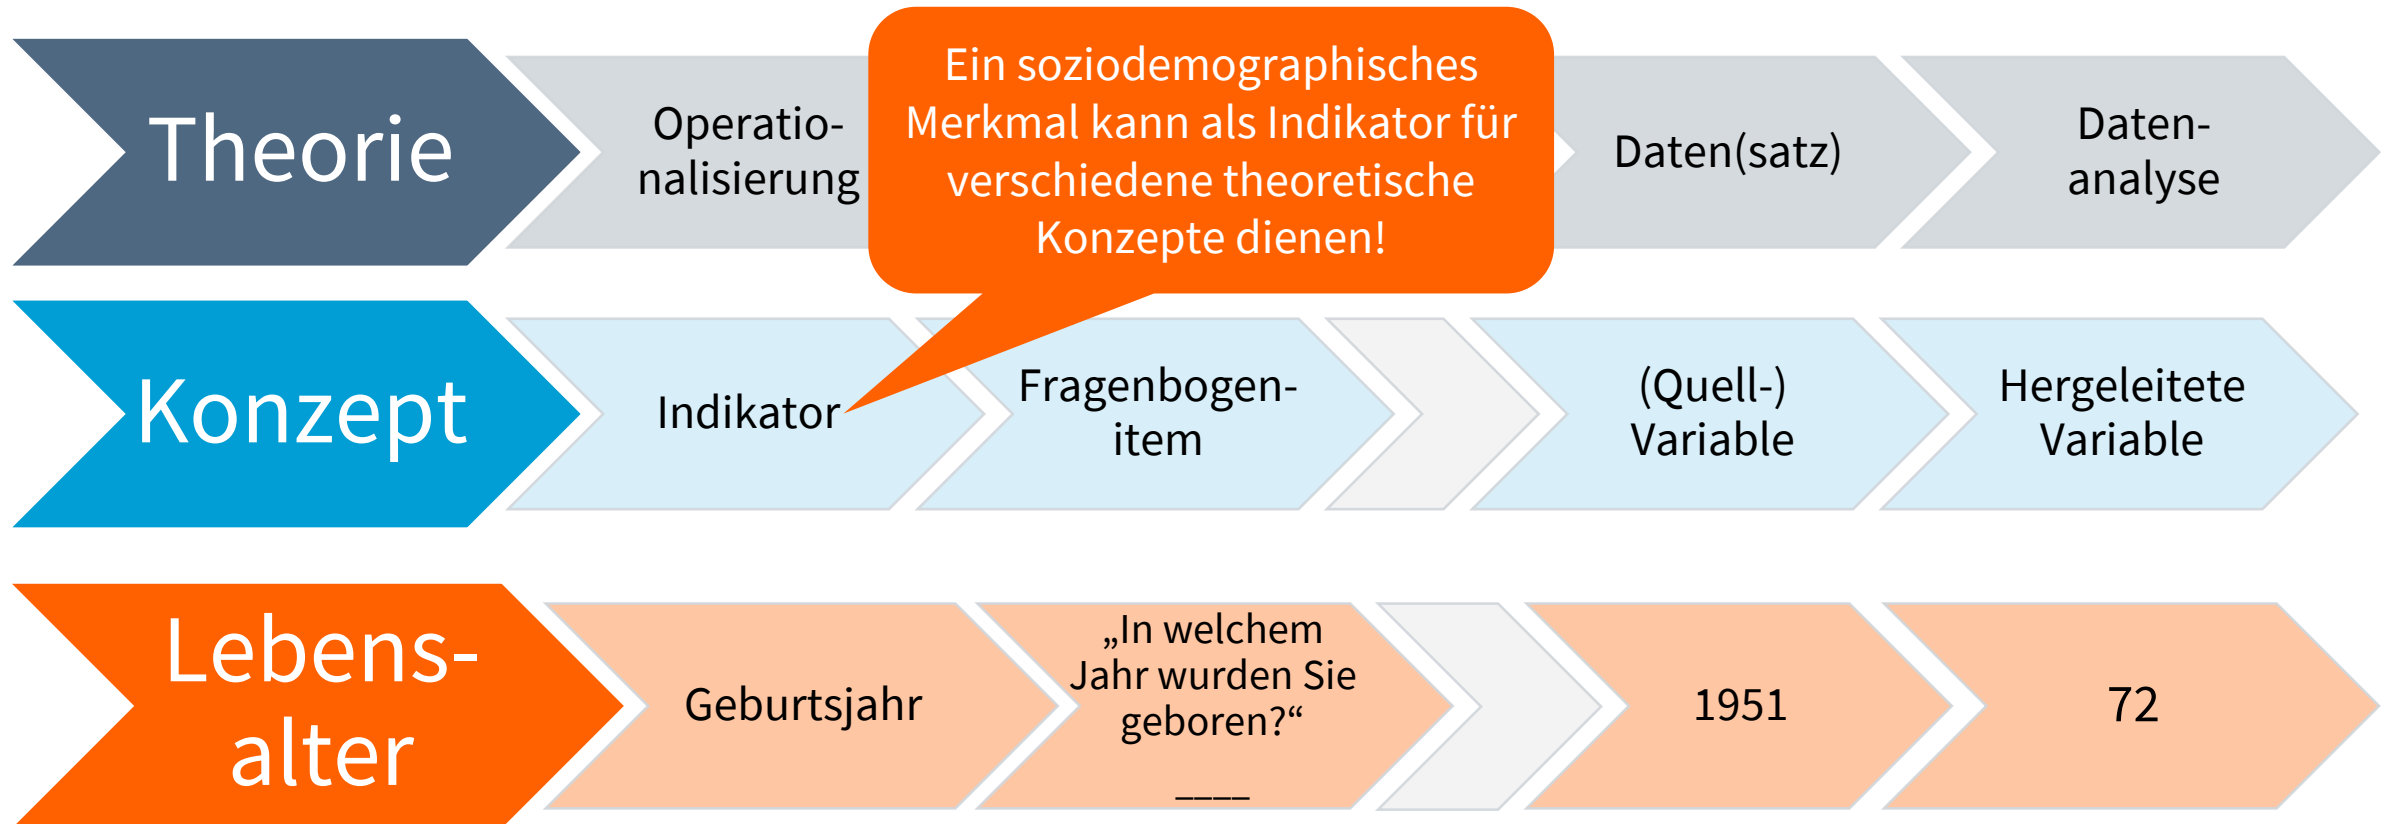 Theorie
Operatio-
nalisierung
Ein soziodemographisches
Merkmal kann als Indikator für
verschiedene theoretische
Konzepte dienen!
Daten(satz)
Daten-
analyse
Konzept
Indikator
Fragenbogen-
item
(Quell-)
Variable
Hergeleitete
Variable
Lebens-
alter
Geburtsjahr
„In welchem
Jahr wurden Sie
geboren?“
____
1951
72